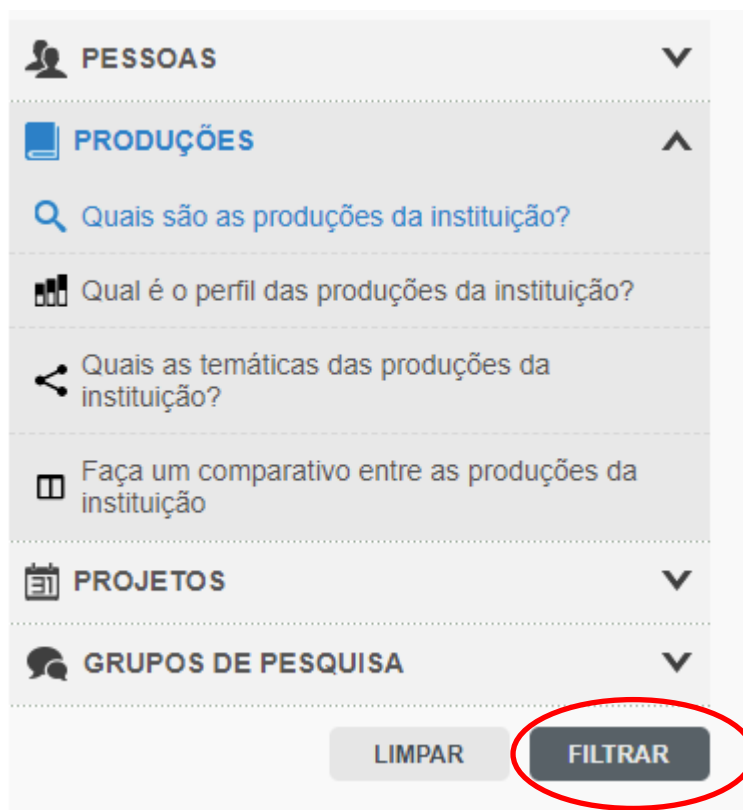 PESSOAS
PRODUÇÕES
Quais são as produções da instituição?
Qual é o perfil das produções da instituição?
Quais as temáticas das produções da
instituição?
Faça um comparativo entre as produções da
instituição
31 PROJETOS
GRUPOS DE PESQUISA
LIMPAR FILTRAR